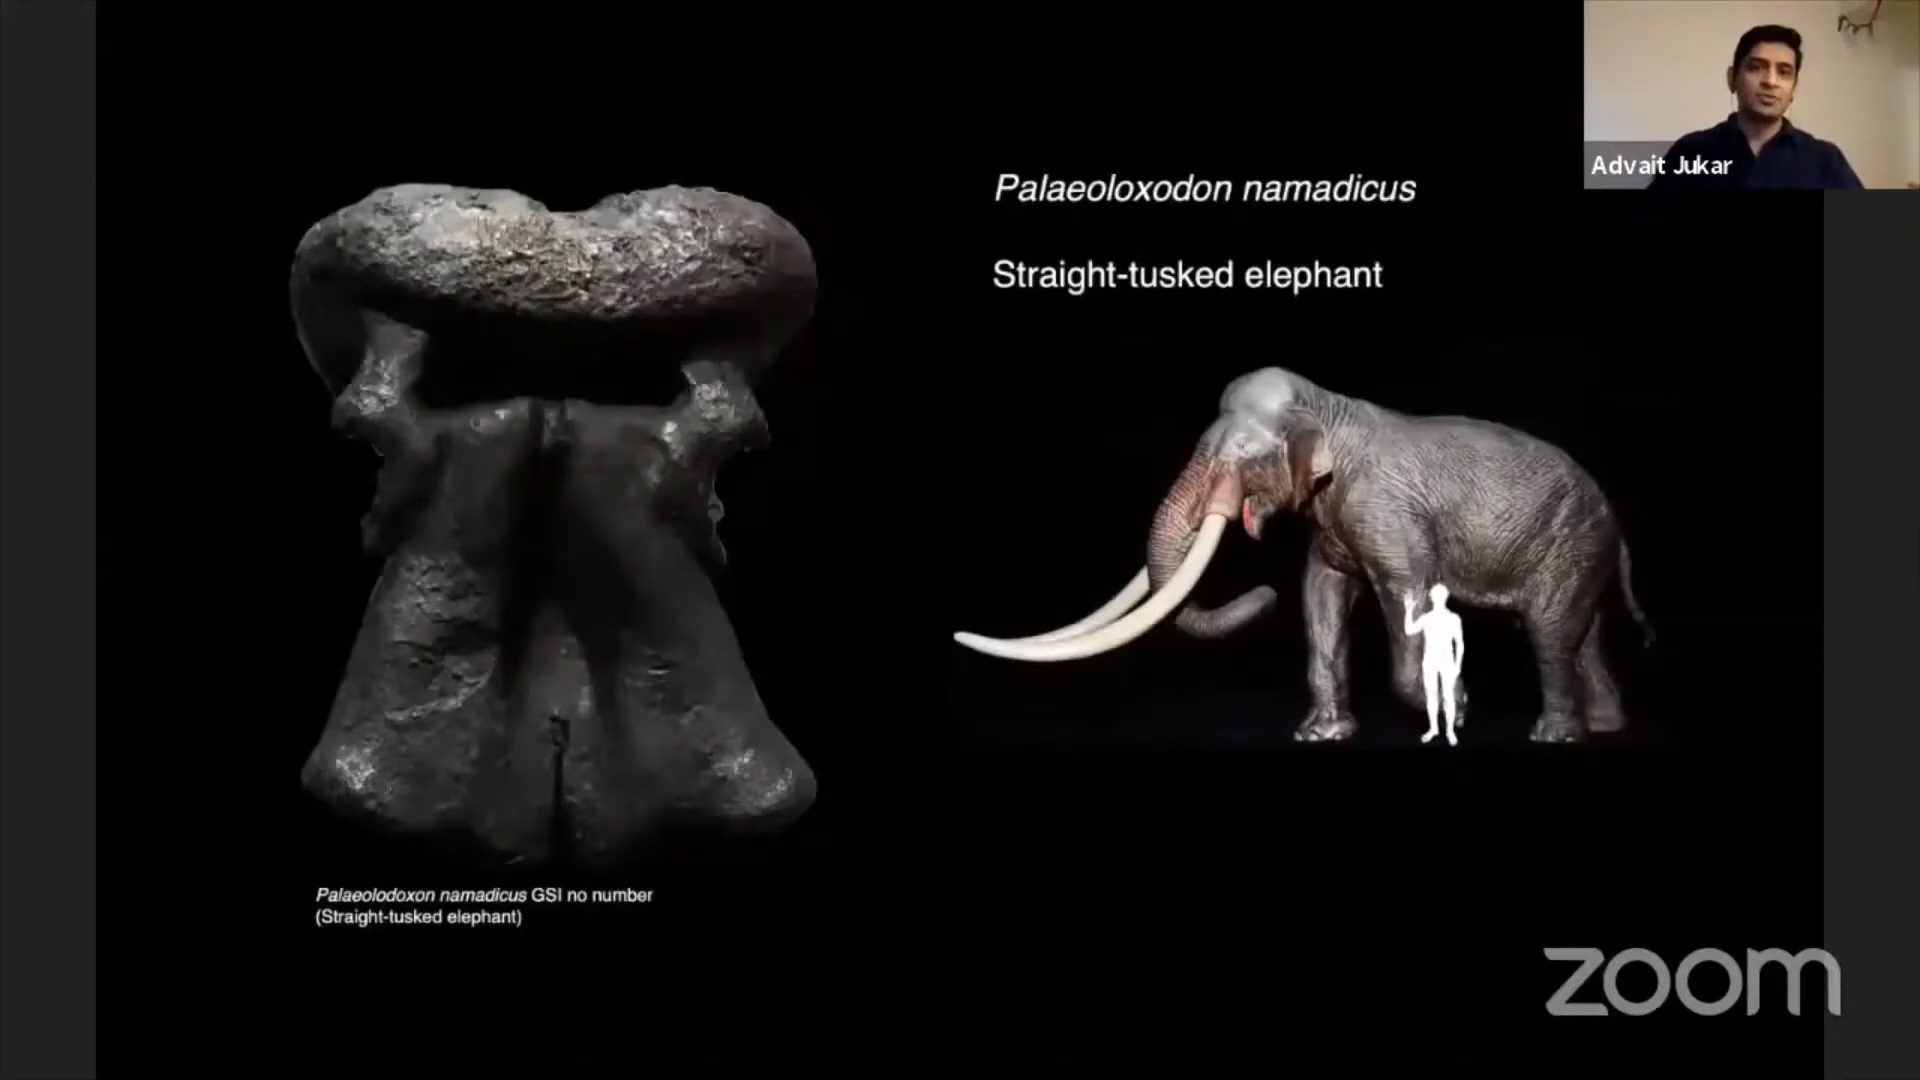 Advait Jukar
Palaeoloxodon namadicus
Straight-tusked elephant
Palaeolodoxon namadicus GSI no number
(Straight-tusked elephant)
zoom